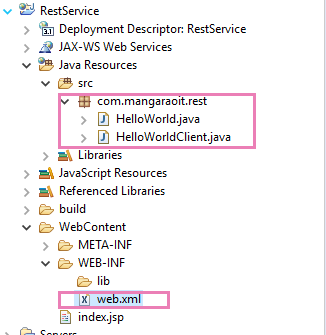 RestService
Deployment Descriptor: RestService
JAX-WS Web Services
Java Resources
src
com.mangaraoit.rest
HelloWorld.java
HelloWorldClient.java
Libraries
JavaScript Resources
Referenced Libraries
build
WebContent
META-INF
WEB-INF
lib
web.xml
index.jsp